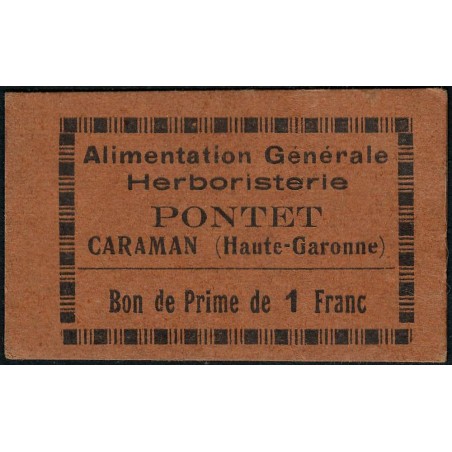 Alimentation Générale
Herboristerie
PONTET
CARAMAN (Haute-Garonne)
Bon de Prime de 1 Franc